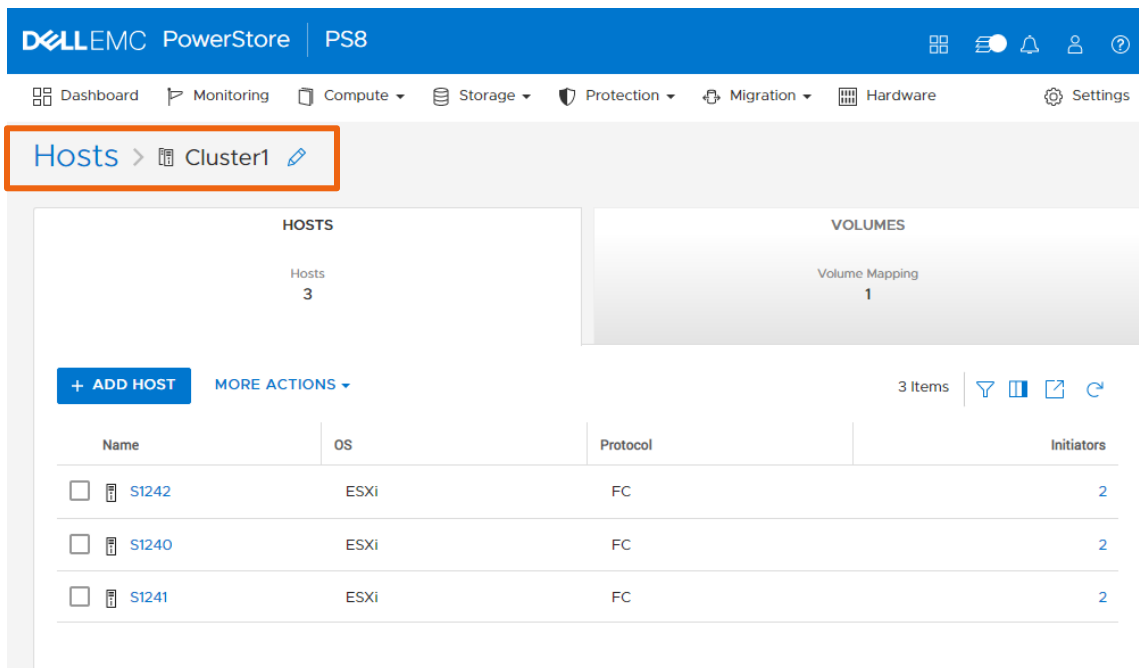 DELLEMC PowerStore PS8
Dashboard Monitoring Compute Storage Protection Migration Hardware Settings
Hosts > Cluster1
HOSTS VOLUMES
Hosts Volume Mapping
3 1
+ ADD HOST MORE ACTIONS 3 Items
Name OS Protocol Initiators
S1242 ESXi FC 2
S1240 ESXi FC 2
S1241 ESXi FC 2